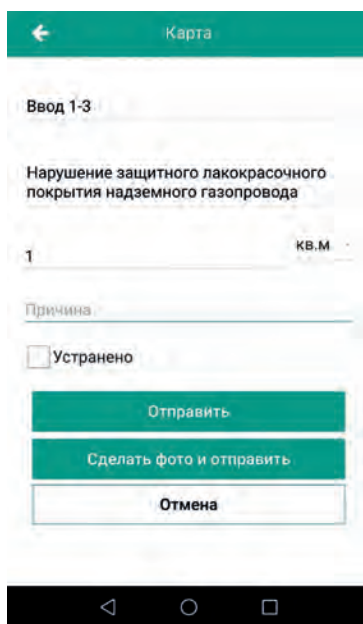 Карта
Ввод 1-3
Нарушение защитного лакокрасочного
покрытия надземного газопровода
1 кв.м
Причина
Устранено
Отправить
Сделать фото и отправить
Отмена